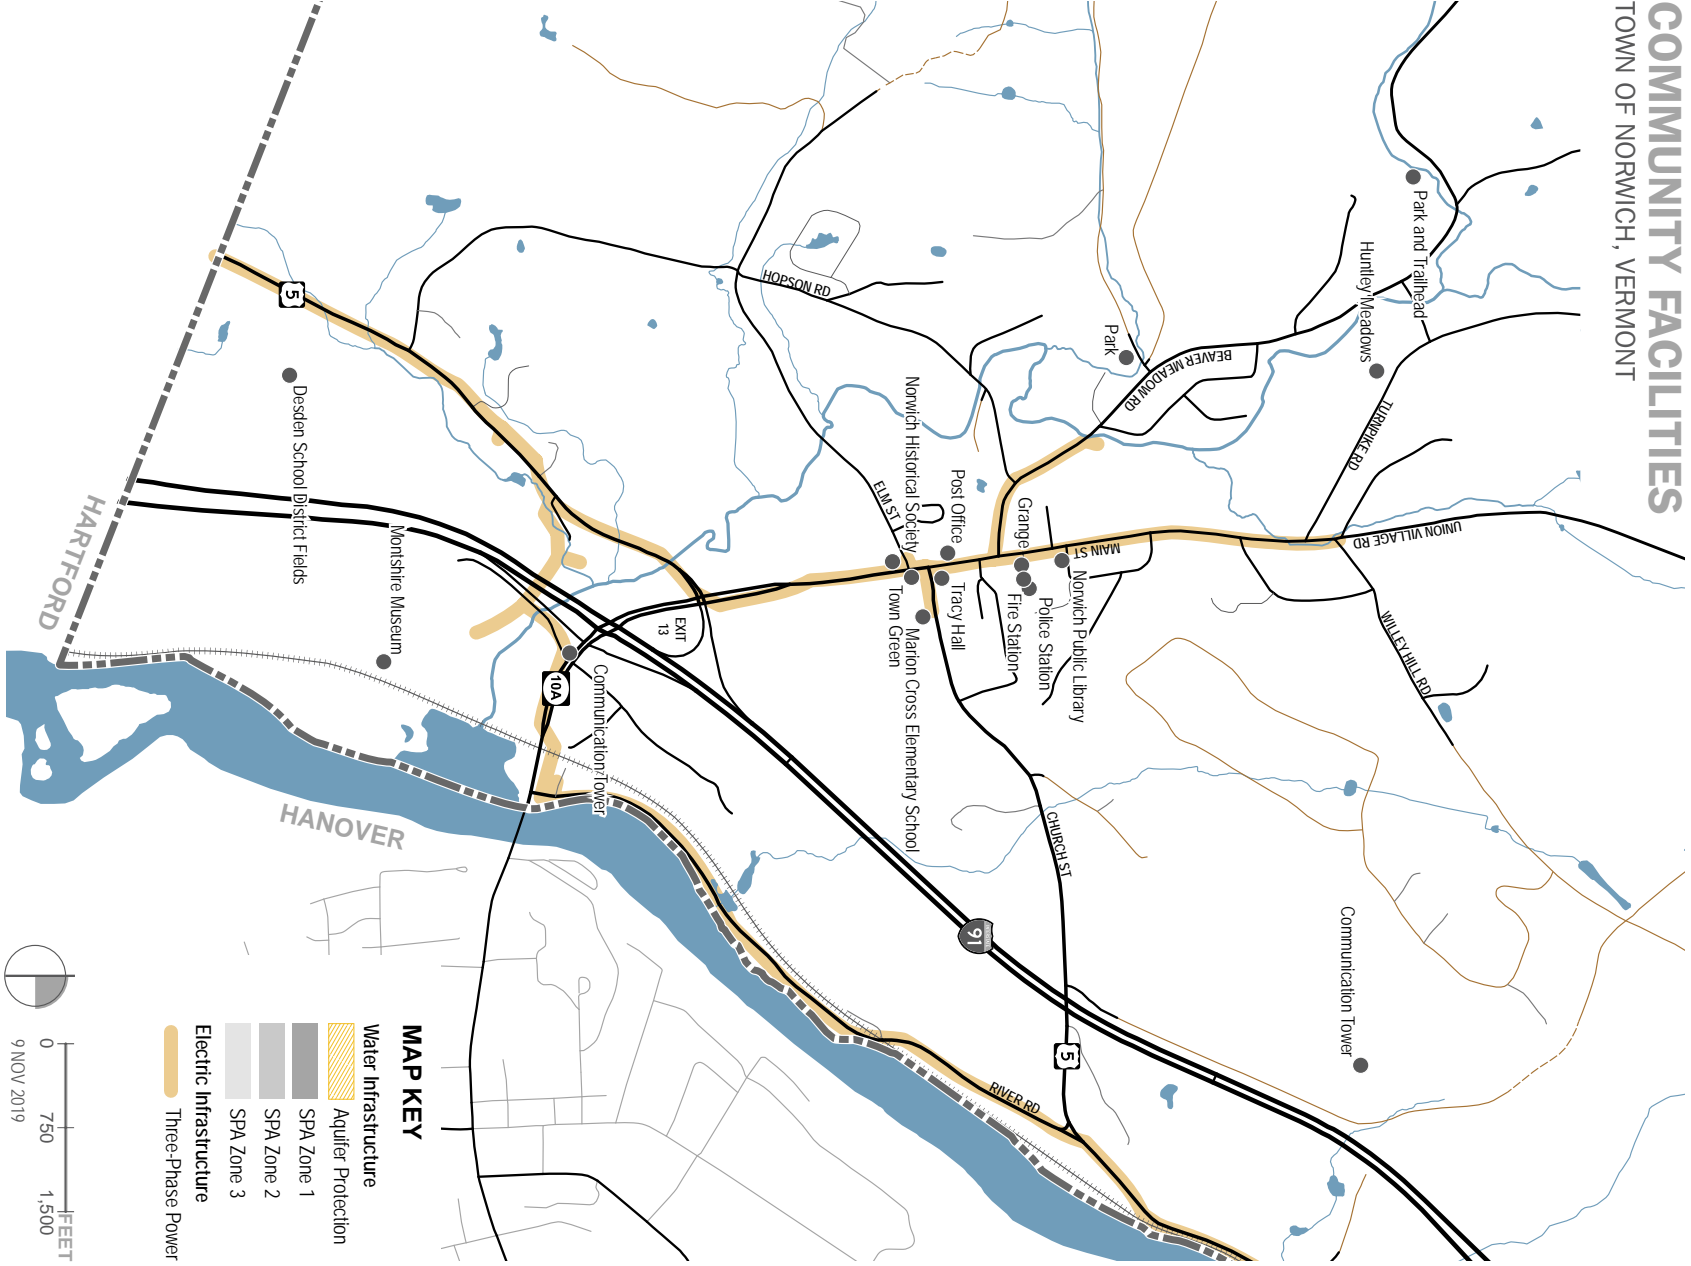 COMMUNITY FACILITIES
TOWN OF NORWICH, VERMONT
Park and Trailhead
Huntley Meadows
TURNPIKE RD
UNION VILLAGE RD
WILLEY HILL RD
Communication Tower
Park
BEAVER MEADOW RD
MAIN ST
Norwich Public Library
Police Station
Grange
Fire Station
CHURCH ST
5
RIVER RD
Post Office
Tracy Hall
91
Norwich Historical Society
Marion Cross Elementary School
ELM ST
Town Green
HOPSON RD
EXIT
13
Communication Tower
10A
5
Desden School District Fields
Montshire Museum
HANOVER
HARTFORD
MAP KEY
Water Infrastructure
Aquifer Protection
SPA Zone 1
SPA Zone 2
SPA Zone 3
Electric Infrastructure
Three-Phase Power
0 750 1,500
FEET
9 NOV 2019